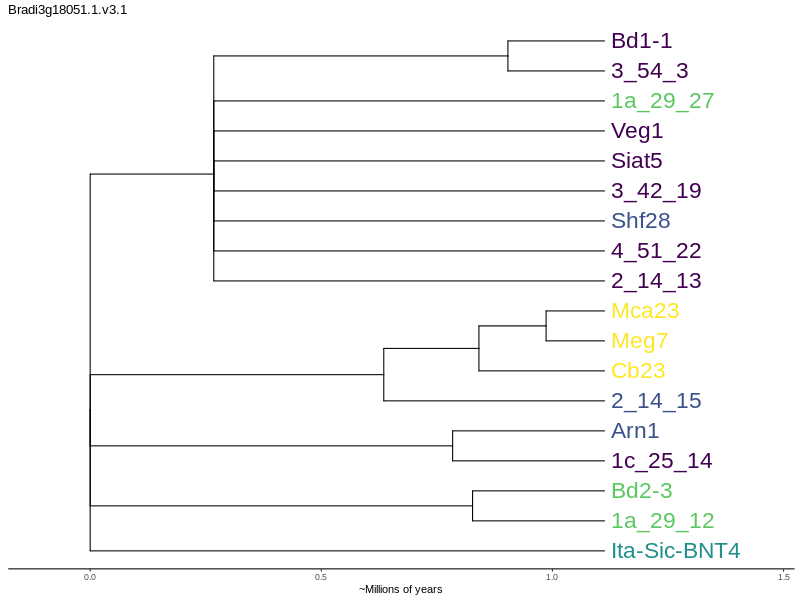 Bradi3g18051.1.v3.1
Bd1-1
3_54_3
1a_29_27
Veg1
Siat5
3_42_19
Shf28
4_51_22
2_14_13
Mca23
Meg7
Cb23
2_14_15
Arn1
1c_25_14
Bd2-3
1a_29_12
Ita-Sic-BNT4
0.0 0.5 1.0 1.5
~Millions of years